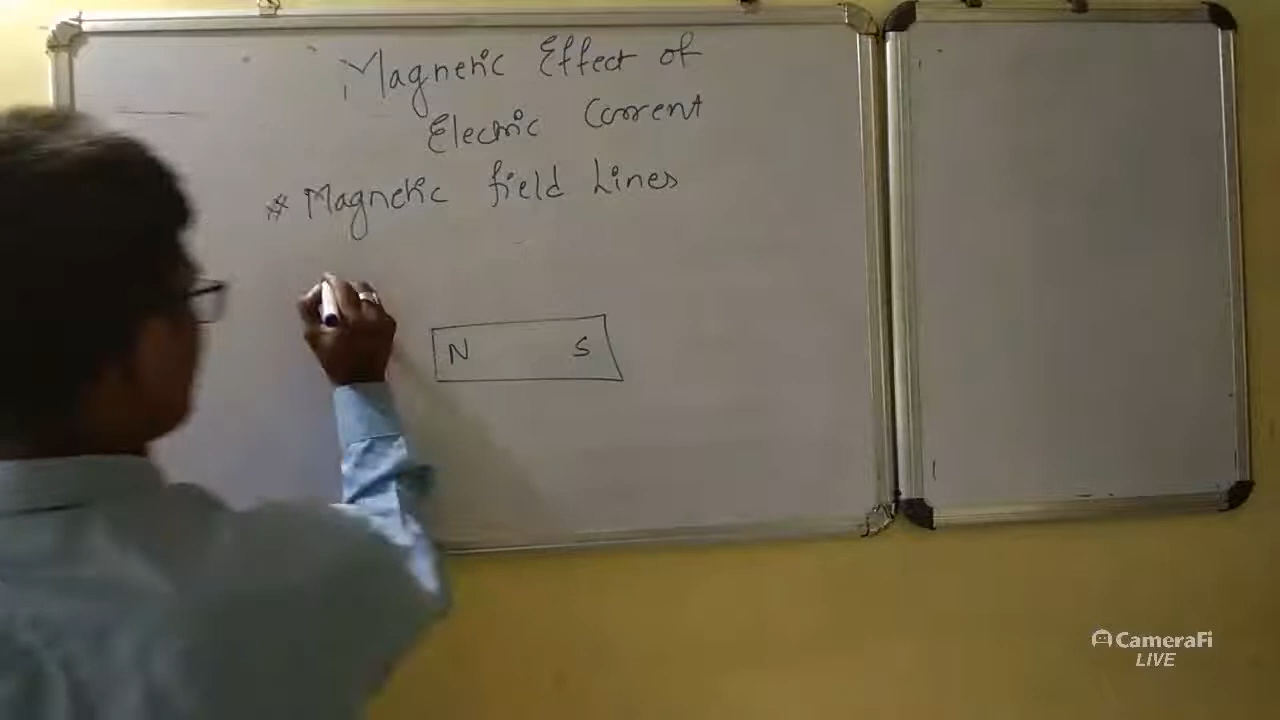 Magnetic Effect of
Electric Current
* Magnetic field Lines
N S
CameraFi
LIVE